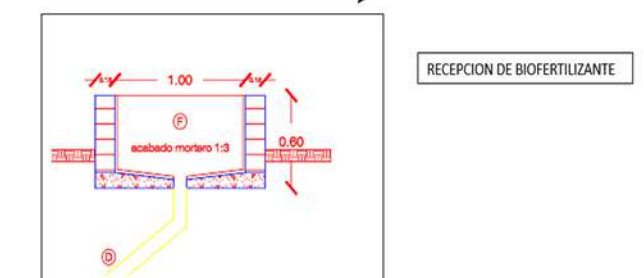 1.00
RECEPCION DE BIOFERTILIZANTE
F
acabado mortero 1:3
0.60
D